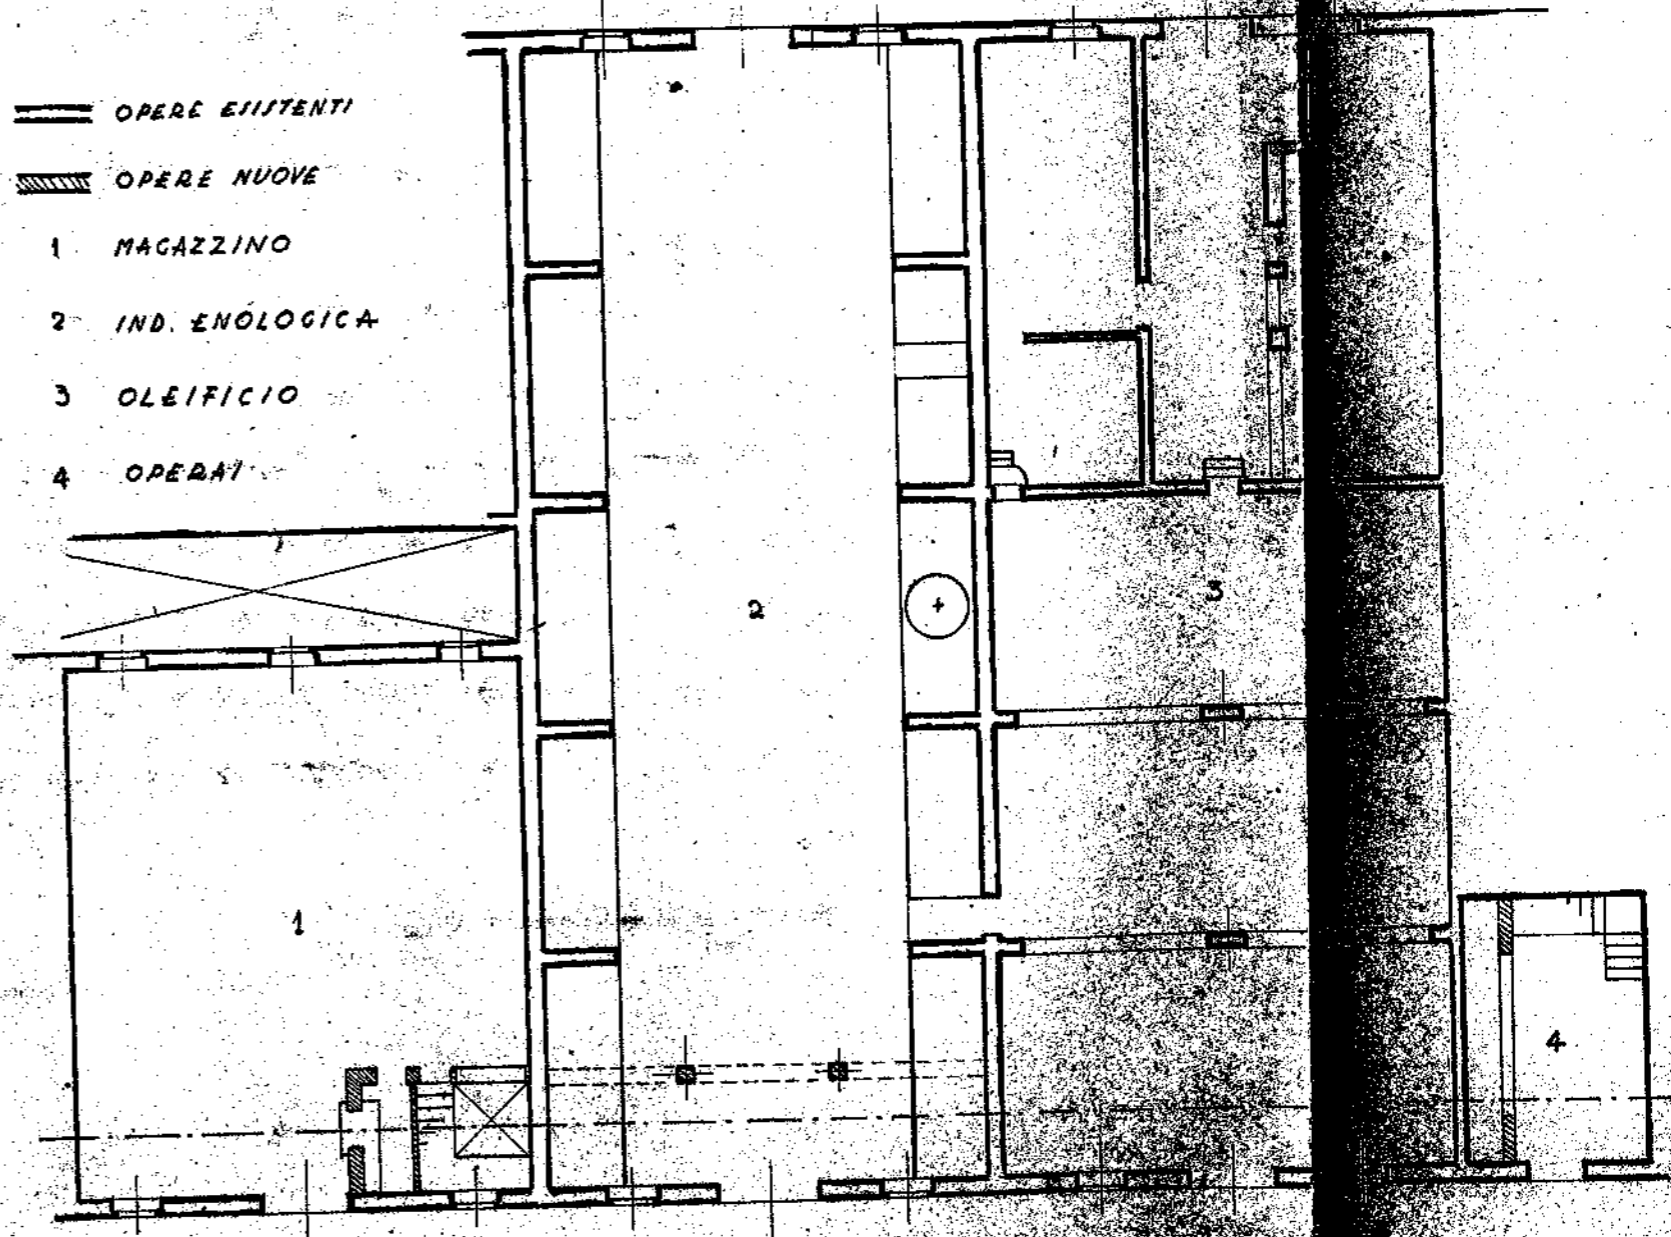 OPERE ESISTENTI
OPERE NUOVE
1 MAGAZZINO
2 IND. ENOLOGICA
3 OLEIFICIO
4 OPERAI
2
3
1
4